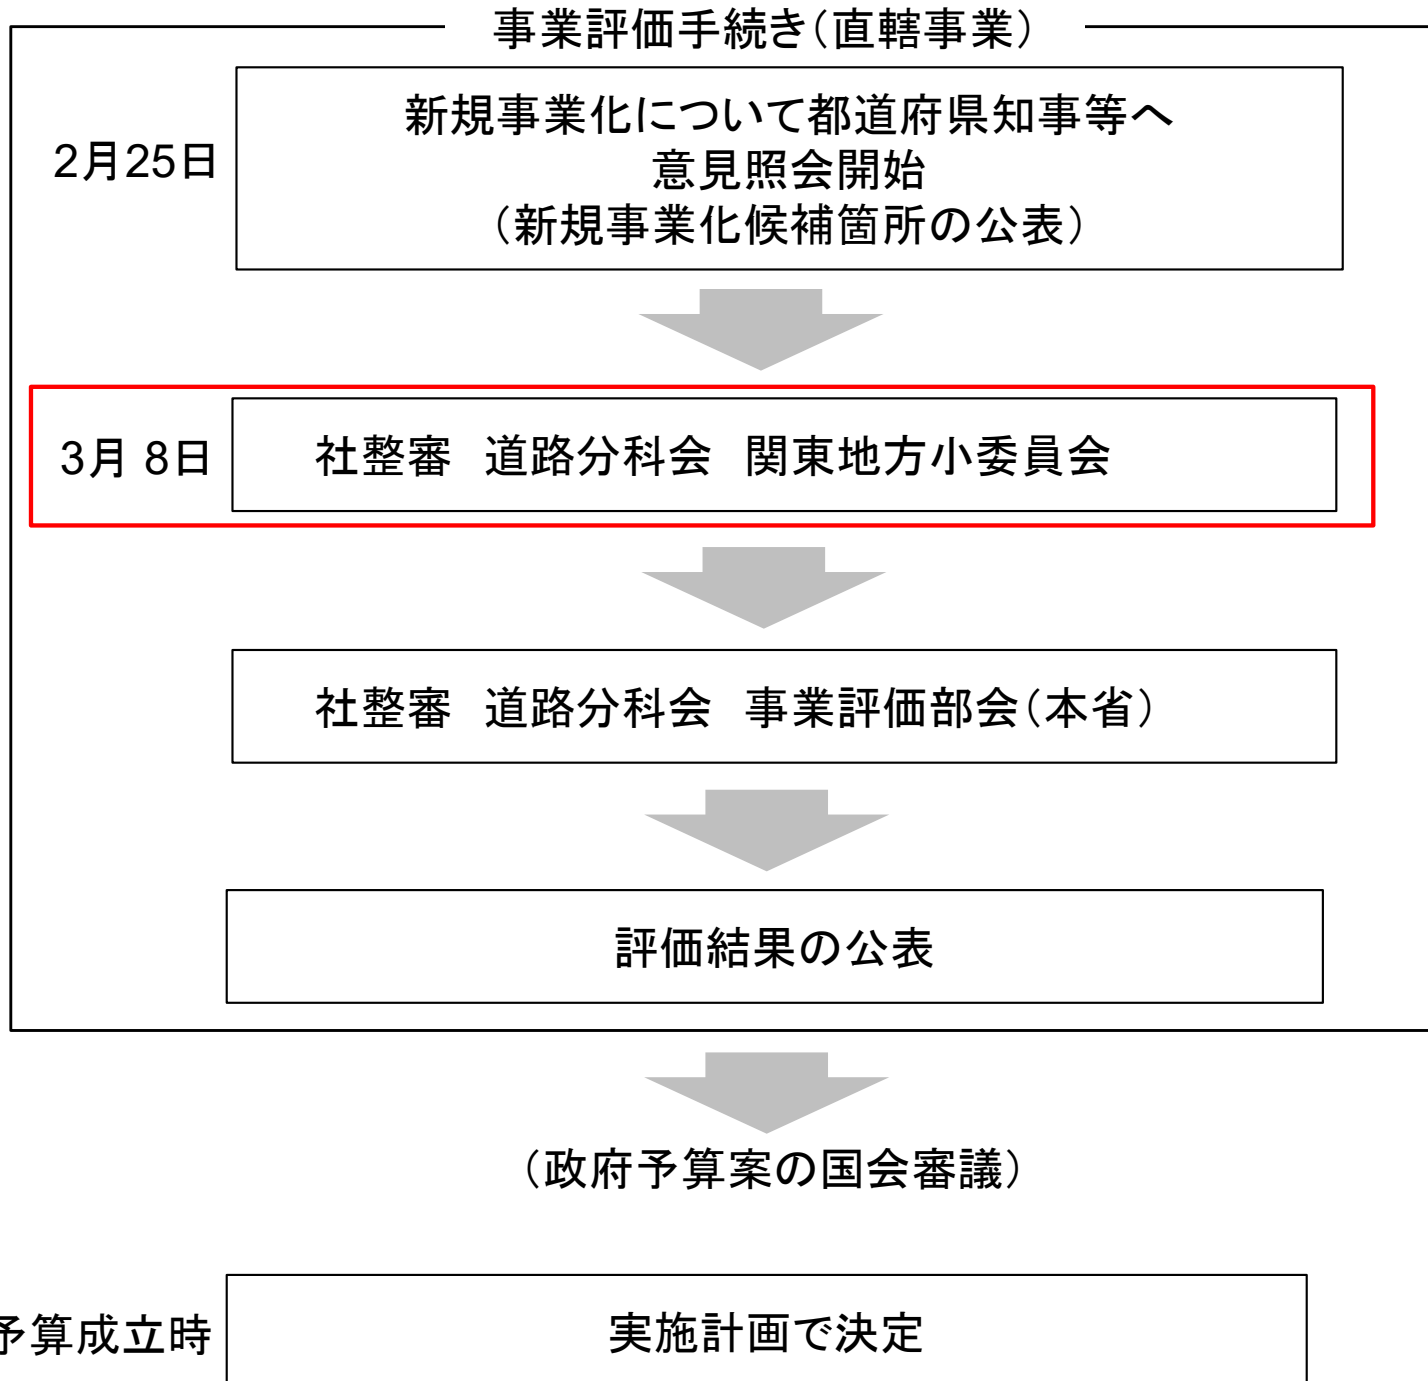 事業評価手続き（直轄事業）
2月25日
新規事業化について都道府県知事等へ
意見照会開始
（新規事業化候補箇所の公表）
3月 8日
社整審　道路分科会　関東地方小委員会
社整審　道路分科会　事業評価部会（本省）
評価結果の公表
（政府予算案の国会審議）
予算成立時
実施計画で決定